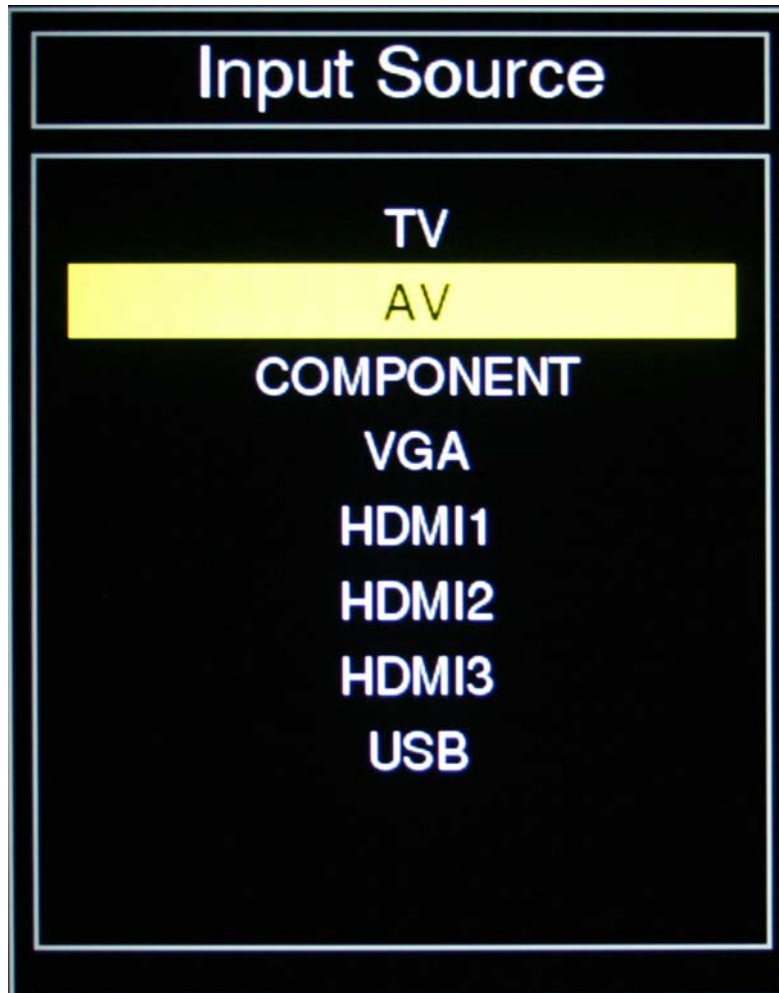 Input Source
TV
AV
COMPONENT
VGA
HDMI1
HDMI2
HDMI3
USB